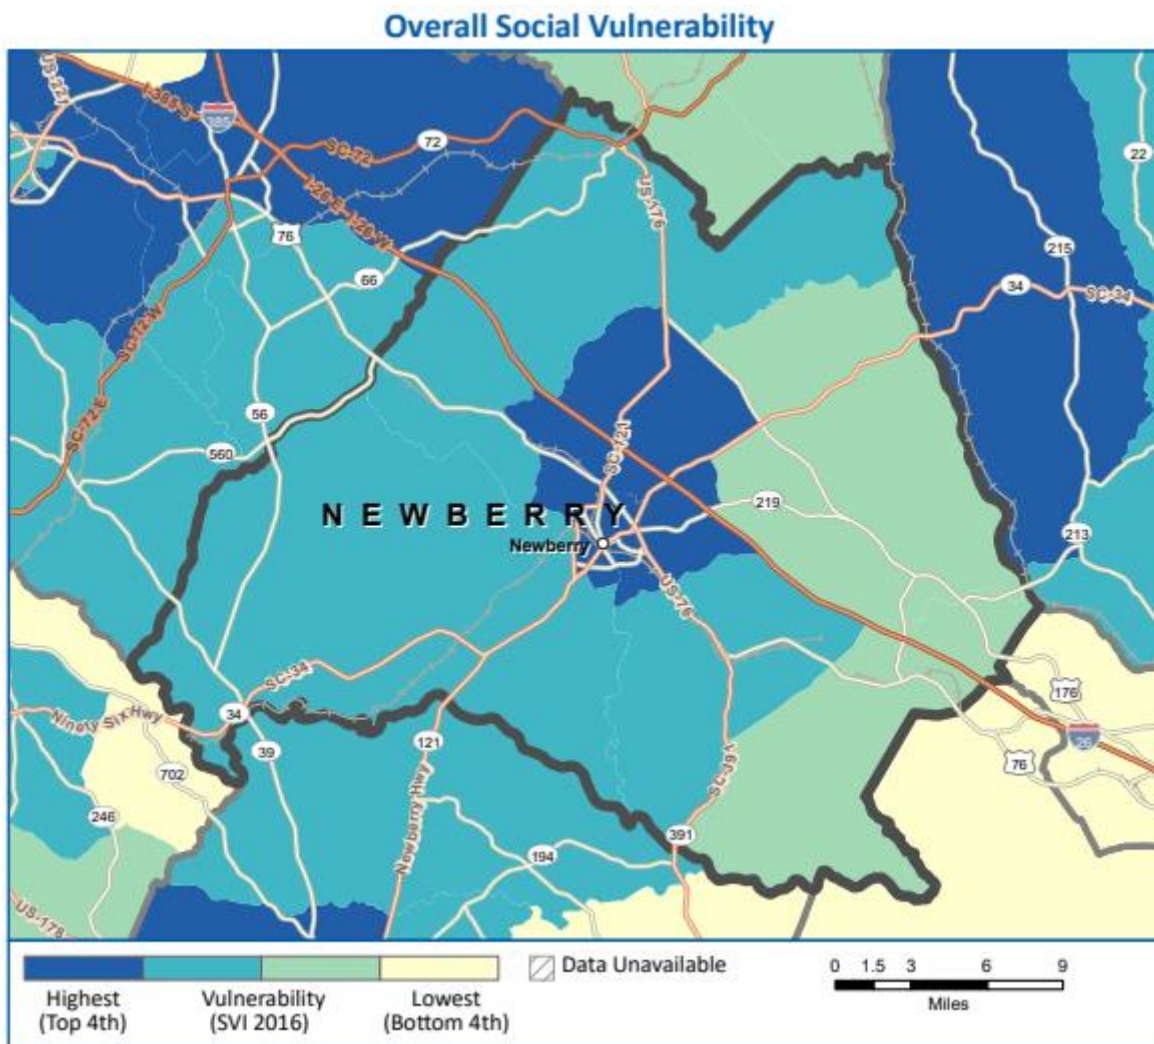 Overall Social Vulnerability
US-221
I-385-S
385
SC-72
72
I-26-E-I-26-W
US-176
22
76
215
66
34
SC-34
SC-72-W
56
SC-72 E
560
SC-121
NEWBERRY
219
Newberry
213
US-76
SC-34
34
Ninety Six Hwy
176
39
121
26
702
76
SC-391
246
Newberry Hwy
391
194
US-178
Data Unavailable
0 1.5 3 6 9
Miles
Highest
(Top 4th)
Vulnerability
(SVI 2016)
Lowest
(Bottom 4th)